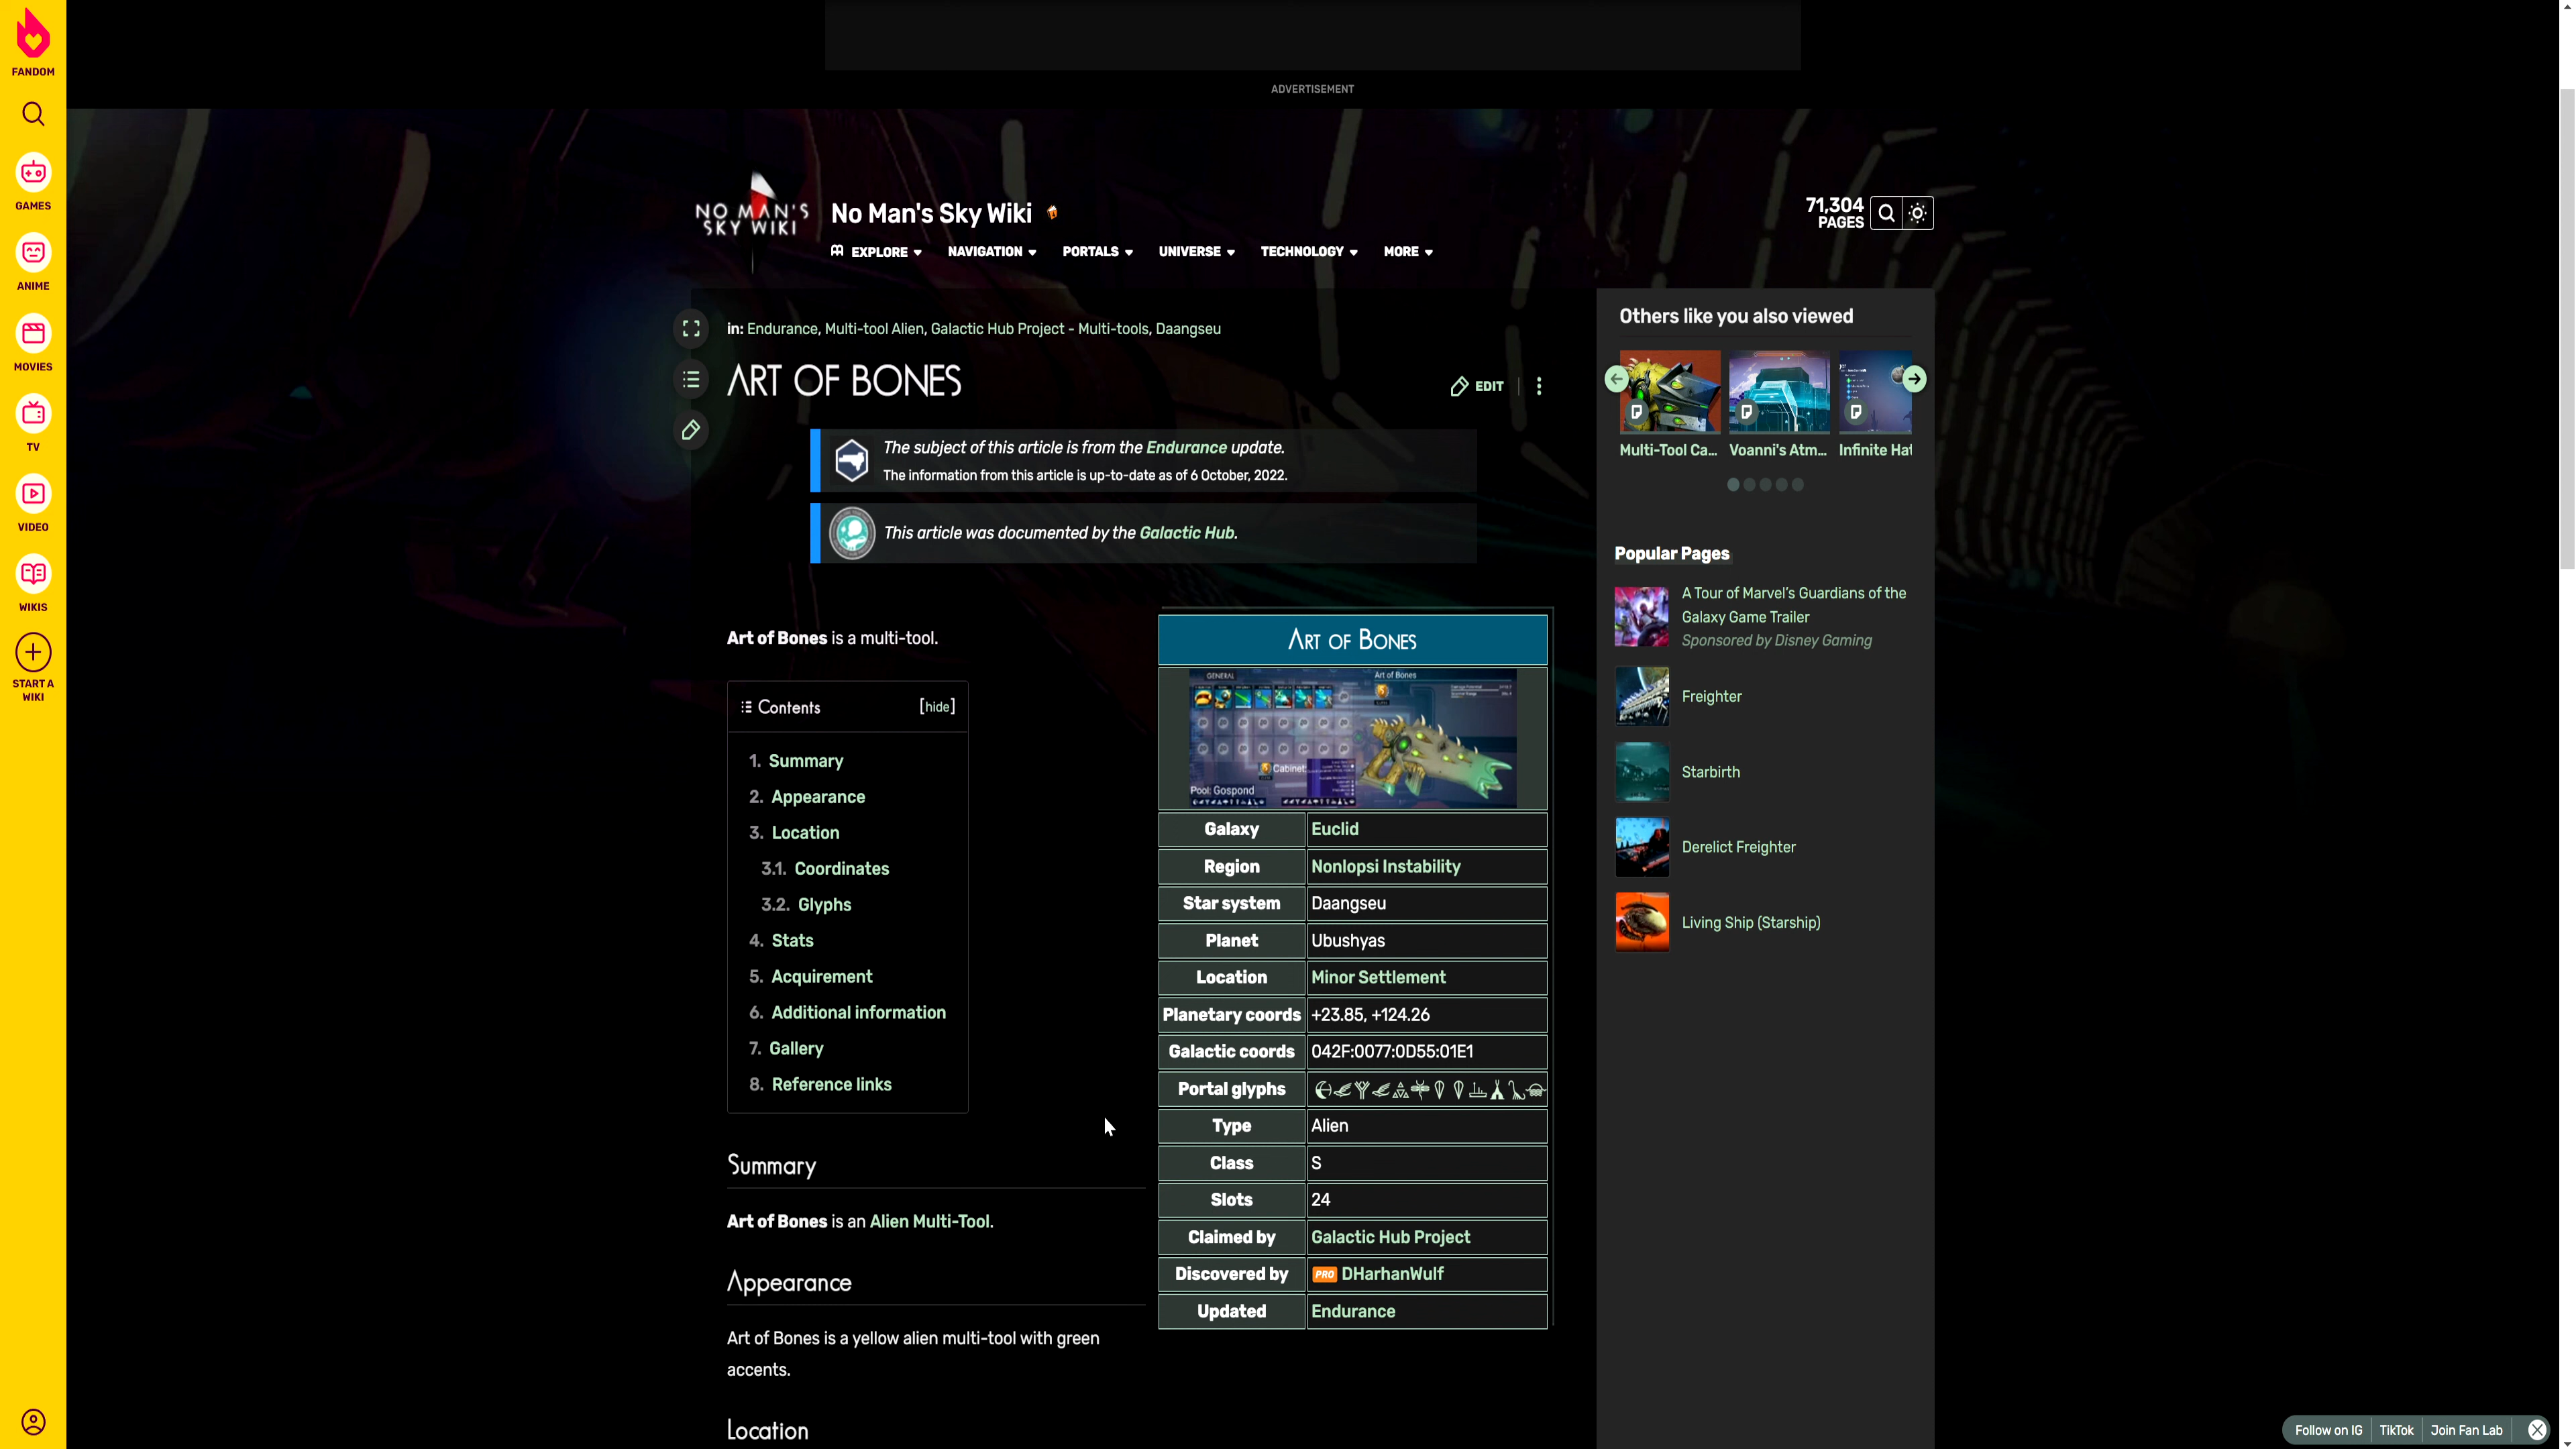 ADVERTISEMENT
FANDOM
GAMES
ANIME
MOVIES
TV
VIDEO
WIKIS
START A
WIKI
NO MAN'S
SKY WIKI
No Man's Sky Wiki
71,304
PAGES
EXPLORE
NAVIGATION
PORTALS
UNIVERSE
TECHNOLOGY
MORE
in: Endurance, Multi-tool Alien, Galactic Hub Project - Multi-tools, Daangseu
ART OF BONES
EDIT
The subject of this article is from the Endurance update.
The information from this article is up-to-date as of 6 October, 2022.
This article was documented by the Galactic Hub.
Art of Bones is a multi-tool.
Contents [hide]
1. Summary
2. Appearance
3. Location
3.1. Coordinates
3.2. Glyphs
4. Stats
5. Acquirement
6. Additional information
7. Gallery
8. Reference links
Summary
Art of Bones is an Alien Multi-Tool.
Appearance
Art of Bones is a yellow alien multi-tool with green
accents.
Location
ART OF BONES
GENERAL
Art of Bones
Cabinet
Pool: Gospond
Galaxy Euclid
Region Nonlopsi Instability
Star system Daangseu
Planet Ubushyas
Location Minor Settlement
Planetary coords +23.85, +124.26
Galactic coords 042F:0077:0D55:01E1
Portal glyphs
Type Alien
Class S
Slots 24
Claimed by Galactic Hub Project
Discovered by PRO DHarhanWulf
Updated Endurance
Others like you also viewed
Multi-Tool Ca...
Voanni's Atm...
Infinite Hat
Popular Pages
A Tour of Marvel's Guardians of the
Galaxy Game Trailer
Sponsored by Disney Gaming
Freighter
Starbirth
Derelict Freighter
Living Ship (Starship)
Follow on IG
TikTok
Join Fan Lab